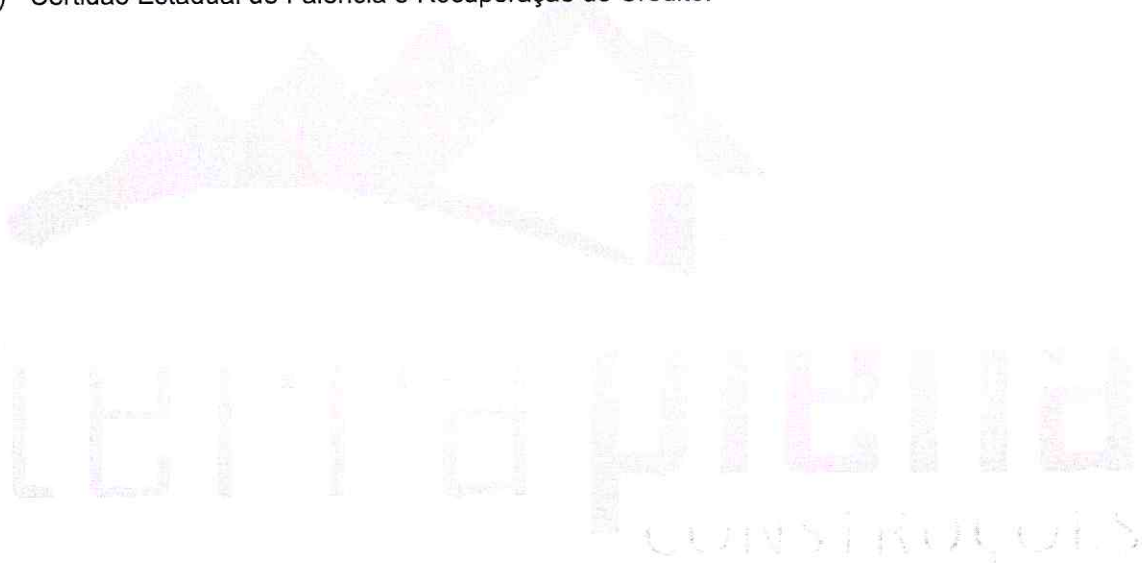 ) Certidão Estadual de Falência e Recuperação de Crédito.
terra plena
CONSTRUÇÕES